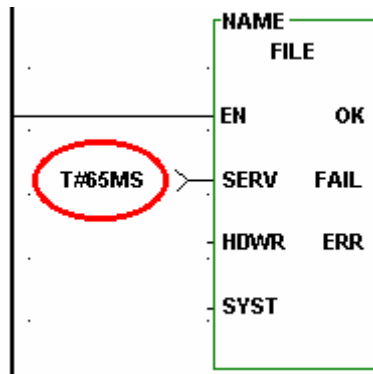 NAME
FILE
EN OK
T#65MS SERV FAIL
HDWR ERR
SYST